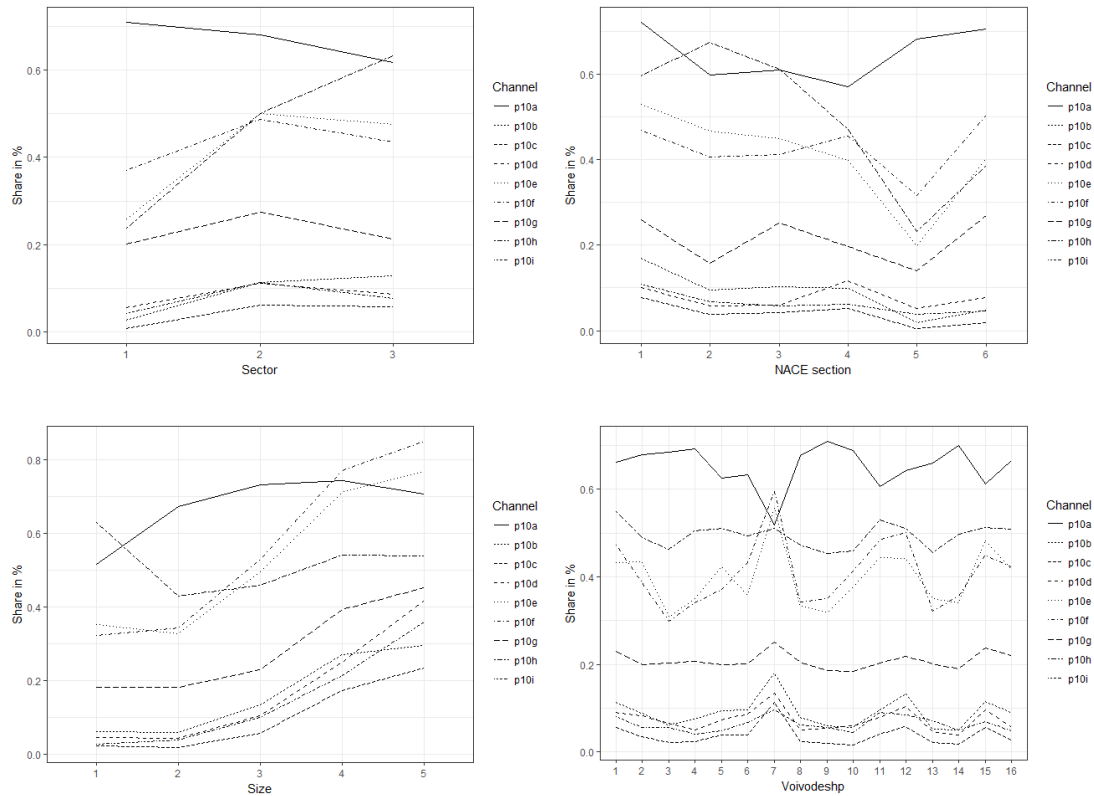 Share in %
0.6
0.4
0.2
0.0
1 2 3
Sector
Channel
p10a
p10b
p10c
p10d
p10e
p10f
p10g
p10h
p10i
Share in %
0.6
0.4
0.2
0.0
1 2 3 4 5 6
NACE section
Channel
p10a
p10b
p10c
p10d
p10e
p10f
p10g
p10h
p10i
Share in %
0.8
0.6
0.4
0.2
0.0
1 2 3 4 5
Size
Channel
p10a
p10b
p10c
p10d
p10e
p10f
p10g
p10h
p10i
Share in %
0.6
0.4
0.2
0.0
1 2 3 4 5 6 7 8 9 10 11 12 13 14 15 16
Voivodeshp
Channel
p10a
p10b
p10c
p10d
p10e
p10f
p10g
p10h
p10i